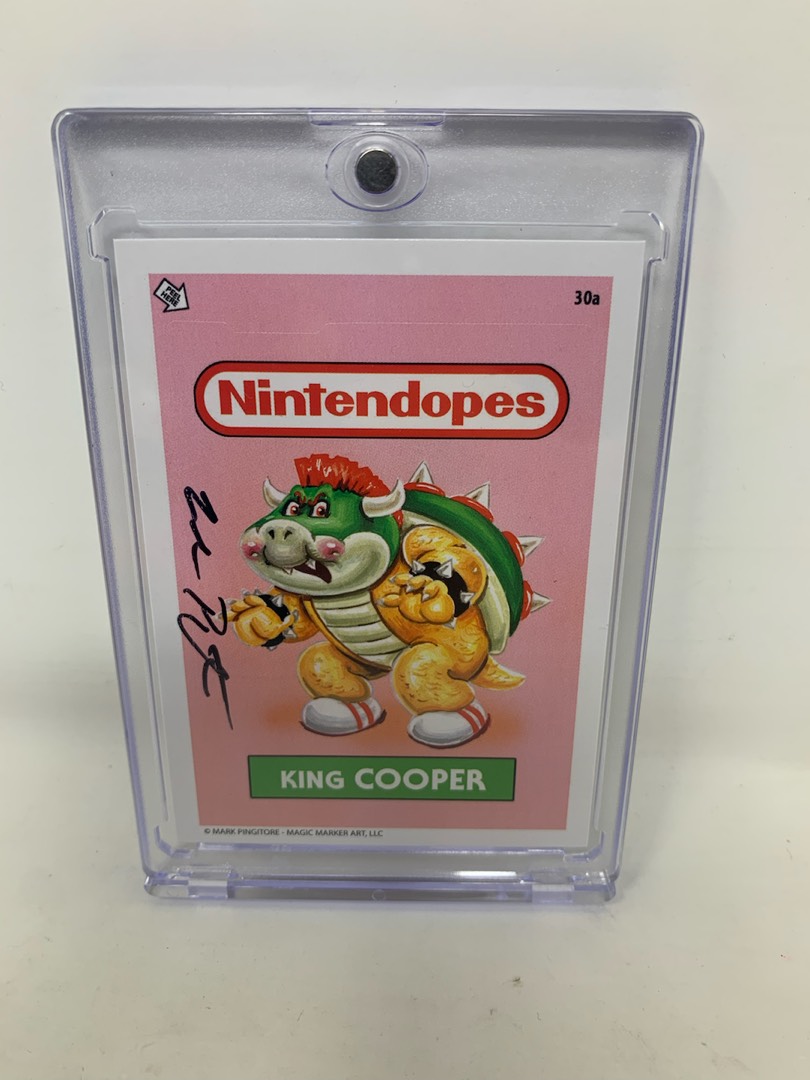 PEEL
HERE
30a
Nintendopes
KING COOPER
© MARK PINGITORE - MAGIC MARKER ART, LLC